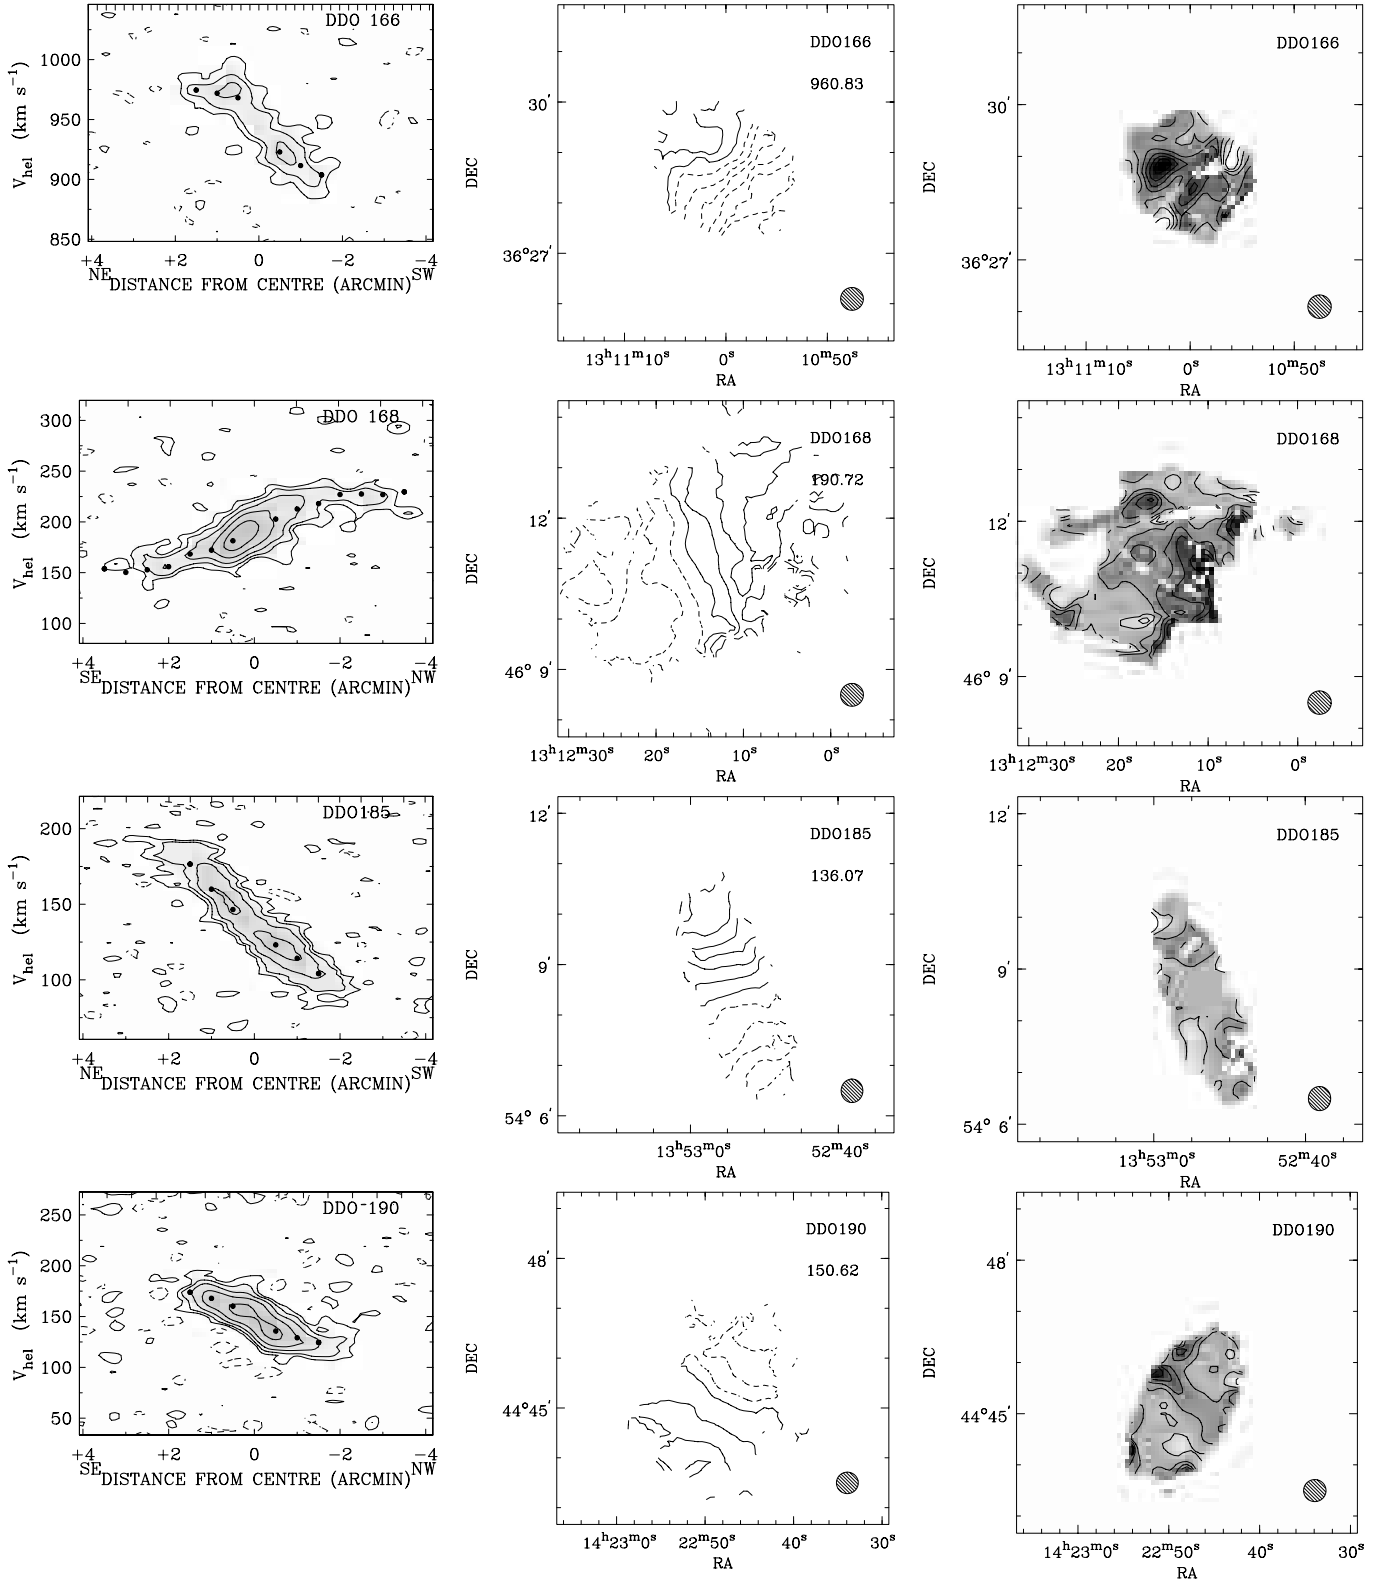 DDO 166
1000
950
900
850
V_hel (km s⁻¹)
+4 +2 0 −2 −4
NE DISTANCE FROM CENTRE (ARCMIN) SW
DDO166
960.83
30′
36°27′
DEC
13ʰ11ᵐ10ˢ 0ˢ 10ᵐ50ˢ
RA
DDO166
30′
36°27′
DEC
13ʰ11ᵐ10ˢ 0ˢ 10ᵐ50ˢ
RA
DDO 168
300
250
200
150
100
V_hel (km s⁻¹)
+4 +2 0 −2 −4
SE DISTANCE FROM CENTRE (ARCMIN) NW
DDO168
190.72
12′
46° 9′
DEC
13ʰ12ᵐ30ˢ 20ˢ 10ˢ 0ˢ
RA
DDO168
12′
46° 9′
DEC
13ʰ12ᵐ30ˢ 20ˢ 10ˢ 0ˢ
RA
DDO185
200
150
100
V_hel (km s⁻¹)
+4 +2 0 −2 −4
NE DISTANCE FROM CENTRE (ARCMIN) SW
DDO185
136.07
12′
9′
54° 6′
DEC
13ʰ53ᵐ0ˢ 52ᵐ40ˢ
RA
DDO185
12′
9′
54° 6′
DEC
13ʰ53ᵐ0ˢ 52ᵐ40ˢ
RA
DDO 190
250
200
150
100
50
V_hel (km s⁻¹)
+4 +2 0 −2 −4
SE DISTANCE FROM CENTRE (ARCMIN) NW
DDO190
150.62
48′
44°45′
DEC
14ʰ23ᵐ0ˢ 22ᵐ50ˢ 40ˢ 30ˢ
RA
DDO190
48′
44°45′
DEC
14ʰ23ᵐ0ˢ 22ᵐ50ˢ 40ˢ 30ˢ
RA